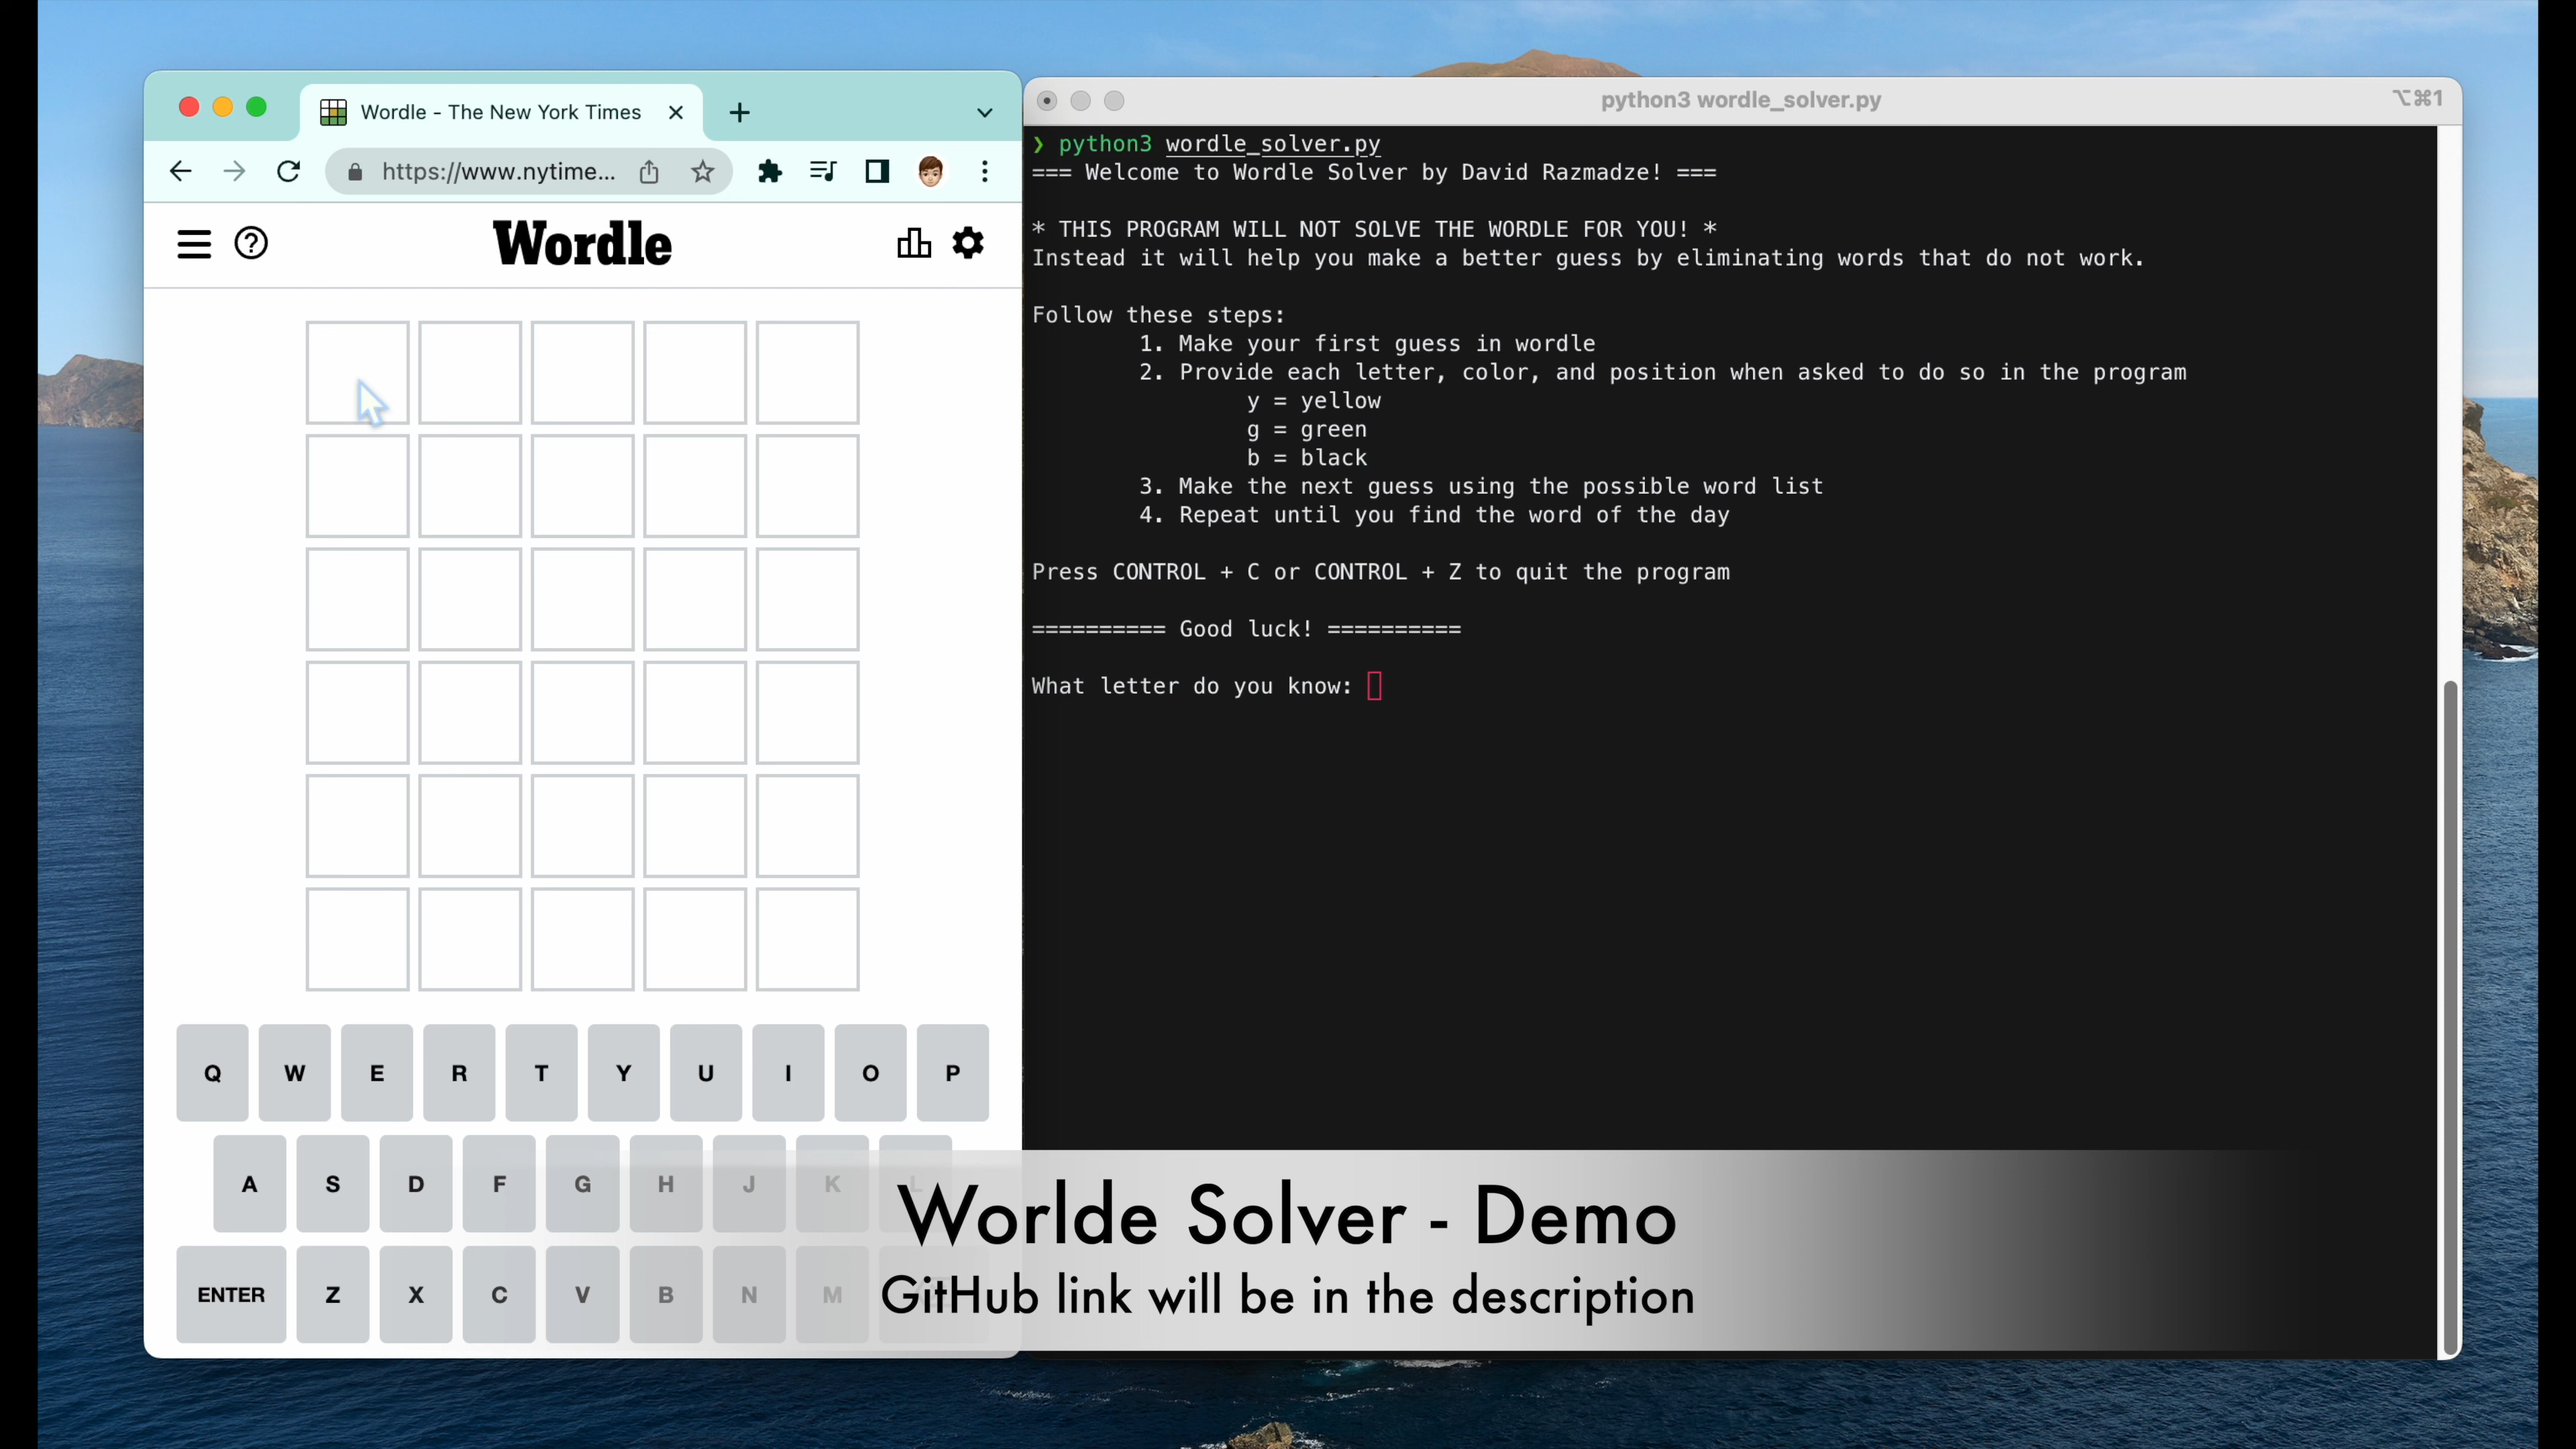 Wordle - The New York Times
https://www.nytime...
Wordle
Q W E R T Y U I O P
A S D F G H J K L
ENTER Z X C V B N M
python3 wordle_solver.py
⌥⌘1
❯ python3 wordle_solver.py
=== Welcome to Wordle Solver by David Razmadze! ===
* THIS PROGRAM WILL NOT SOLVE THE WORDLE FOR YOU! *
Instead it will help you make a better guess by eliminating words that do not work.
Follow these steps:
1. Make your first guess in wordle
2. Provide each letter, color, and position when asked to do so in the program
y = yellow
g = green
b = black
3. Make the next guess using the possible word list
4. Repeat until you find the word of the day
Press CONTROL + C or CONTROL + Z to quit the program
========== Good luck! ==========
What letter do you know:
Worlde Solver - Demo
GitHub link will be in the description